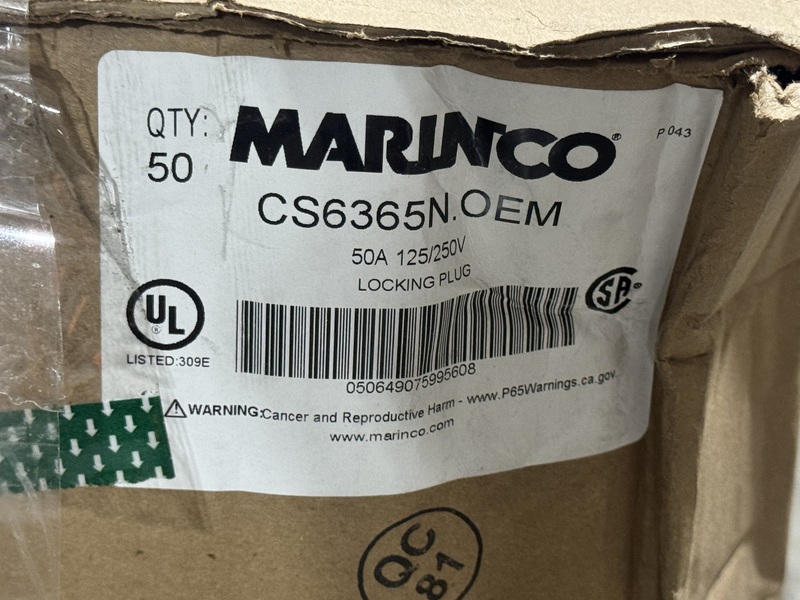 QTY:
50
MARINCO®
P 043
CS6365N.OEM
50A 125/250V
LOCKING PLUG
UL
®
LISTED:309E
SA®
050649075995608
WARNING:Cancer and Reproductive Harm - www.P65Warnings.ca.gov
www.marinco.com
QC
81